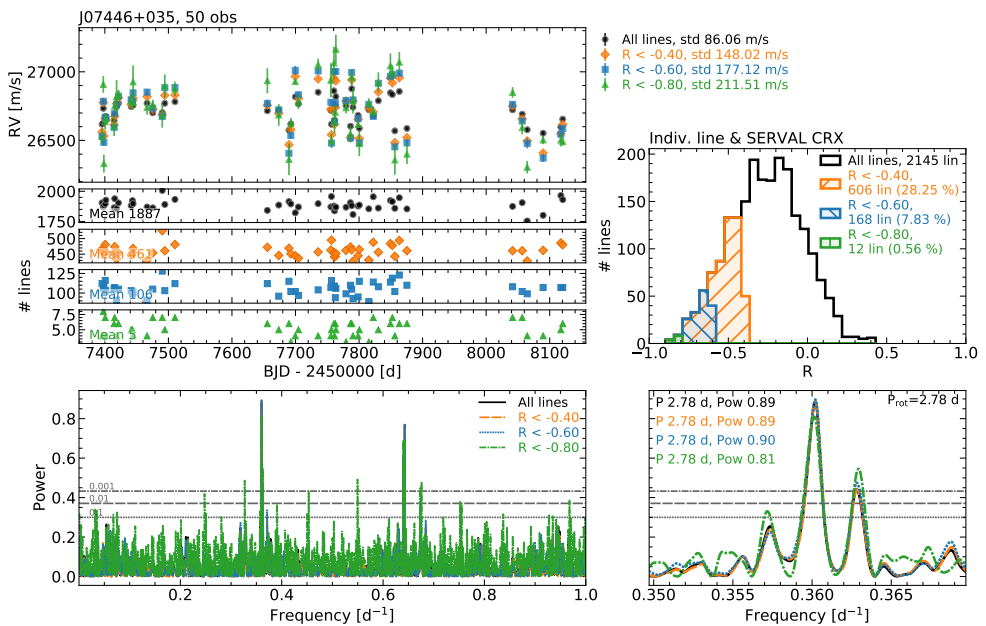 J07446+035, 50 obs
27000
26500
RV [m/s]
All lines, std 86.06 m/s
R < -0.40, std 148.02 m/s
R < -0.60, std 177.12 m/s
R < -0.80, std 211.51 m/s
2000
1750
Mean 1887
500
450
Mean 461
125
100
Mean 106
7.5
5.0
Mean 5
# lines
7400 7500 7600 7700 7800 7900 8000 8100
BJD - 2450000 [d]
Indiv. line & SERVAL CRX
All lines, 2145 lin
R < -0.40,
606 lin (28.25 %)
R < -0.60,
168 lin (7.83 %)
R < -0.80,
12 lin (0.56 %)
200
150
100
50
0
# lines
−1.0 −0.5 0.0 0.5 1.0
R
All lines
R < -0.40
R < -0.60
R < -0.80
0.001
0.01
0.1
0.8
0.6
0.4
0.2
0.0
Power
0.2 0.4 0.6 0.8 1.0
Frequency [d⁻¹]
P 2.78 d, Pow 0.89
P 2.78 d, Pow 0.89
P 2.78 d, Pow 0.90
P 2.78 d, Pow 0.81
Prot=2.78 d
0.350 0.355 0.360 0.365
Frequency [d⁻¹]